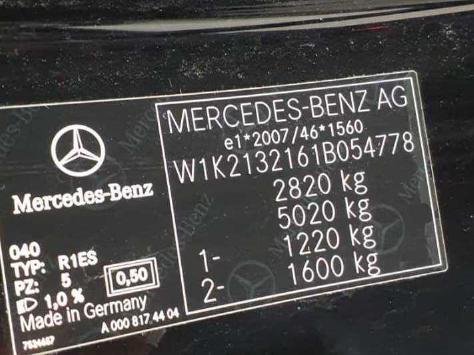 Mercedes-Benz
040
TYP: R1ES
PZ: 5
1,0 % 0,50
Made in Germany
A 000 817 44 04
MERCEDES-BENZ AG
e1*2007/46*1560
W1K2132161B054778
2820 kg
5020 kg
1- 1220 kg
2- 1600 kg